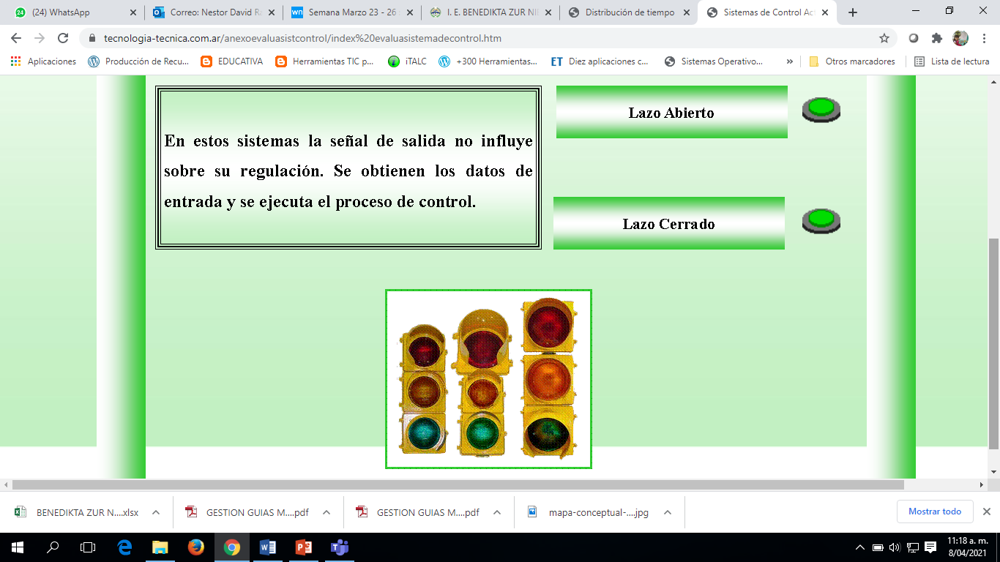 (24) WhatsApp
Correo: Nestor David Ra
Semana Marzo 23 - 26
I. E. BENEDIKTA ZUR NI
Distribución de tiempo
Sistemas de Control Act
tecnologia-tecnica.com.ar/anexoevaluasistcontrol/index%20evaluasistemadecontrol.htm
Aplicaciones
Producción de Recu...
EDUCATIVA
Herramientas TIC p...
iTALC
+300 Herramientas...
ET Diez aplicaciones c...
Sistemas Operativo...
»
Otros marcadores
Lista de lectura
En estos sistemas la señal de salida no influye
sobre su regulación. Se obtienen los datos de
entrada y se ejecuta el proceso de control.
Lazo Abierto
Lazo Cerrado
BENEDIKTA ZUR N....xlsx
GESTION GUIAS M....pdf
GESTION GUIAS M....pdf
mapa-conceptual-....jpg
Mostrar todo
11:18 a. m.
8/04/2021